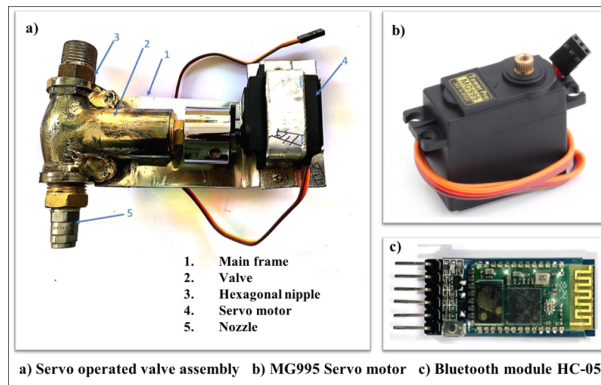 a)
3
2
1
4
5
1. Main frame
2. Valve
3. Hexagonal nipple
4. Servo motor
5. Nozzle
b)
c)
a) Servo operated valve assembly b) MG995 Servo motor c) Bluetooth module HC-05